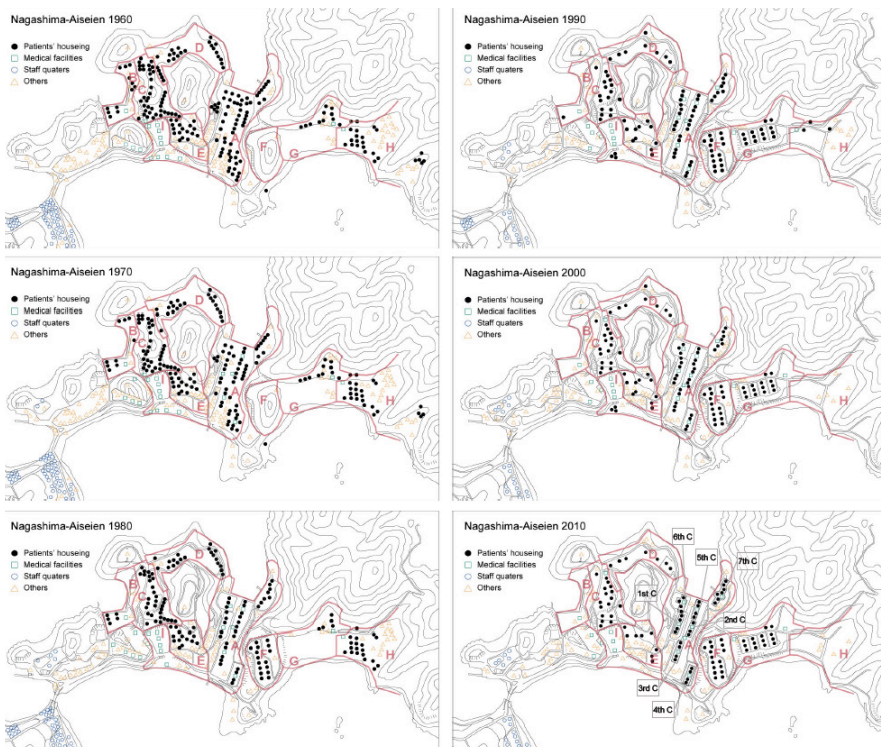 Nagashima-Aiseien 1960
Patients' houseing
Medical facilities
Staff quaters
Others
A
B
C
D
E
F
G
H
Nagashima-Aiseien 1990
Patients' houseing
Medical facilities
Staff quaters
Others
A
B
C
D
E
F
G
H
I
Nagashima-Aiseien 1970
Patients' houseing
Medical facilities
Staff quaters
Others
A
B
C
D
E
F
G
H
Nagashima-Aiseien 2000
Patients' houseing
Medical facilities
Staff quaters
Others
A
B
C
D
E
F
G
H
I
Nagashima-Aiseien 1980
Patients' houseing
Medical facilities
Staff quaters
Others
A
B
C
D
E
F
G
H
I
Nagashima-Aiseien 2010
Patients' houseing
Medical facilities
Staff quaters
Others
6th C
5th C
7th C
1st C
2nd C
3rd C
4th C
A
B
C
D
E
F
G
H
I